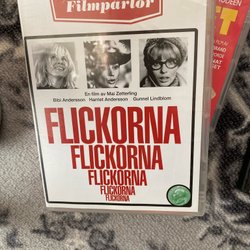 Filmpärlor
En film av Mai Zetterling
Bibi Andersson Harriet Andersson Gunnel Lindblom
FLICKORNA
FLICKORNA
FLICKORNA
FLICKORNA
FLICKORNA